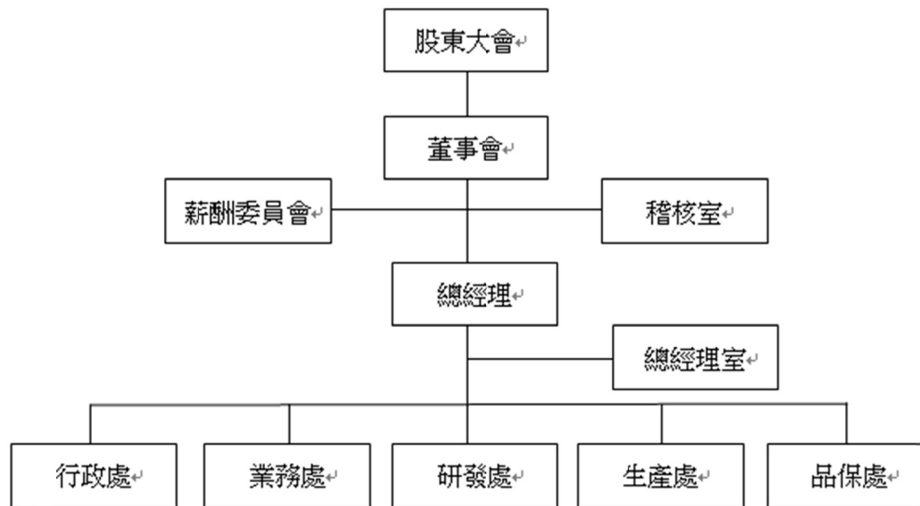 股東大會
董事會
薪酬委員會
稽核室
總經理
總經理室
行政處
業務處
研發處
生產處
品保處